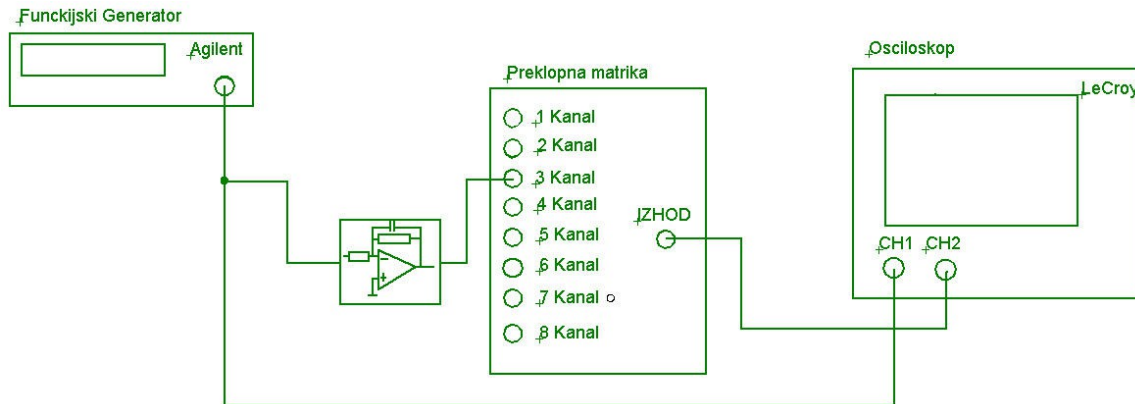 Funckijski Generator
Agilent
Preklopna matrika
1 Kanal
2 Kanal
3 Kanal
4 Kanal
5 Kanal
6 Kanal
7 Kanal
8 Kanal
IZHOD
Osciloskop
LeCroy
CH1
CH2